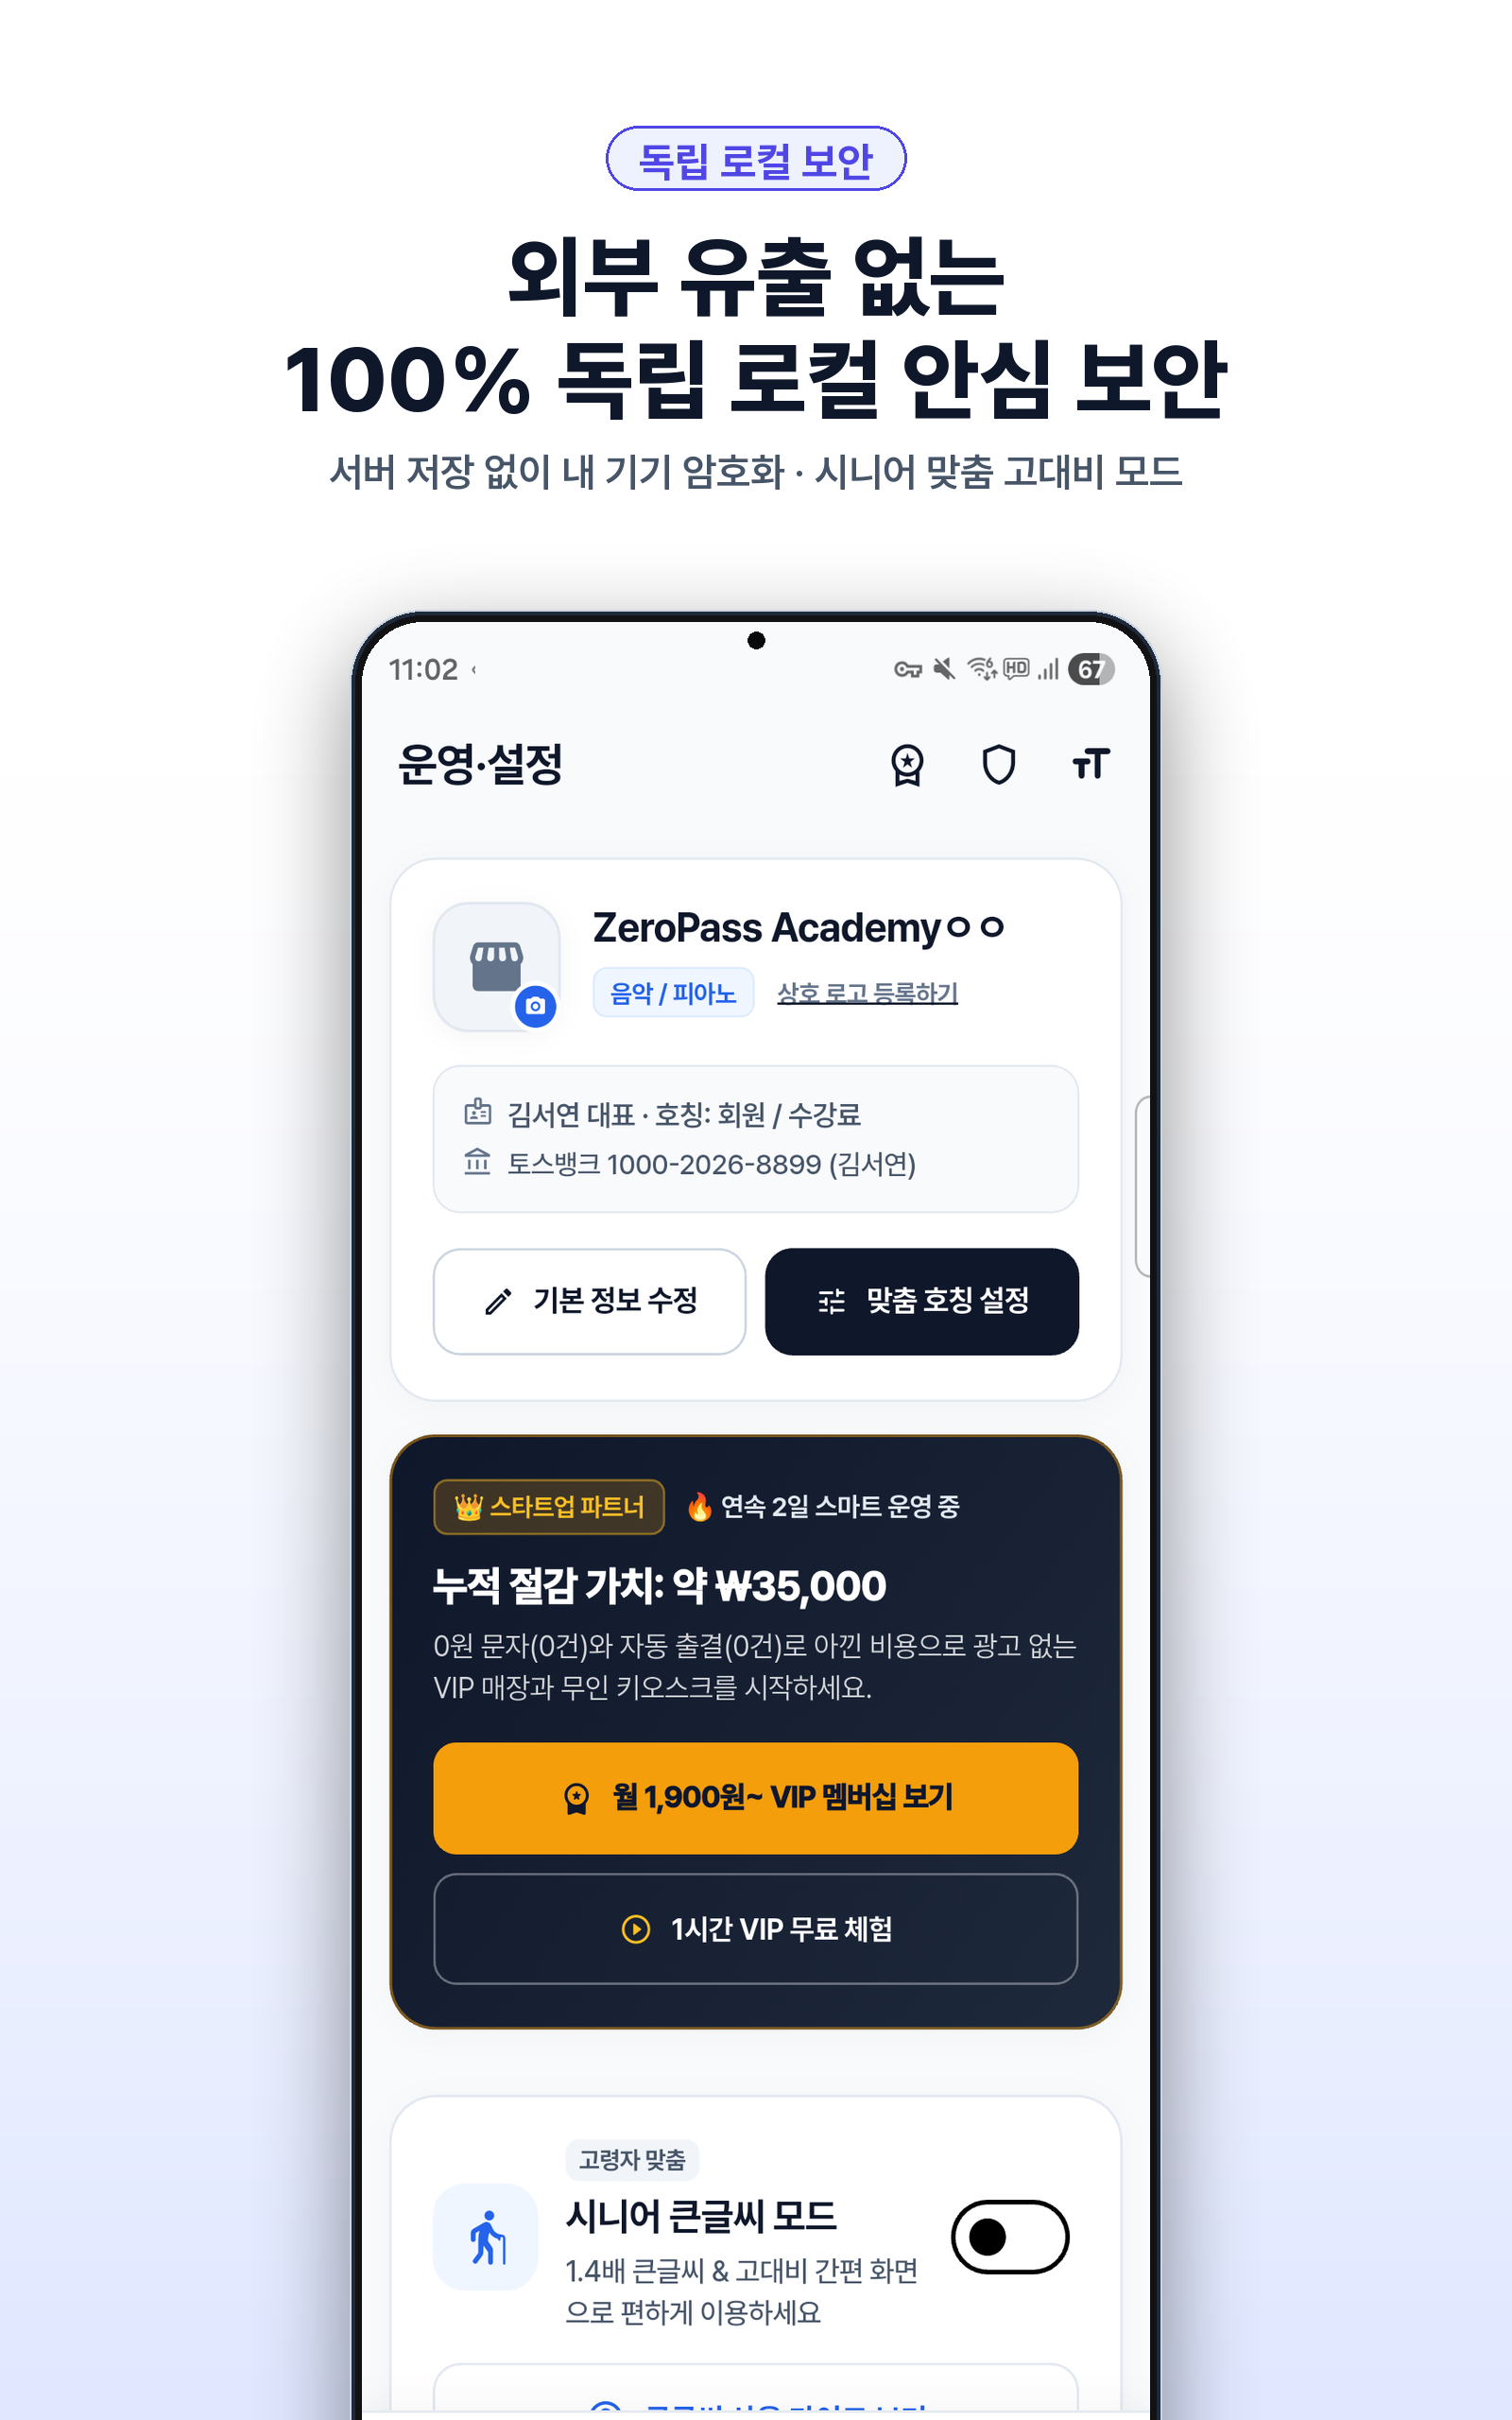 독립 로컬 보안
외부 유출 없는
100% 독립 로컬 안심 보안
서버 저장 없이 내 기기 암호화 · 시니어 맞춤 고대비 모드
11:02
HD
67
운영·설정
ZeroPass Academyㅇㅇ
음악 / 피아노
상호 로고 등록하기
김서연 대표 · 호칭: 회원 / 수강료
토스뱅크 1000-2026-8899 (김서연)
기본 정보 수정
맞춤 호칭 설정
👑 스타트업 파트너
🔥 연속 2일 스마트 운영 중
누적 절감 가치: 약 ₩35,000
0원 문자(0건)와 자동 출결(0건)로 아낀 비용으로 광고 없는
VIP 매장과 무인 키오스크를 시작하세요.
월 1,900원~ VIP 멤버십 보기
1시간 VIP 무료 체험
고령자 맞춤
시니어 큰글씨 모드
1.4배 큰글씨 & 고대비 간편 화면
으로 편하게 이용하세요